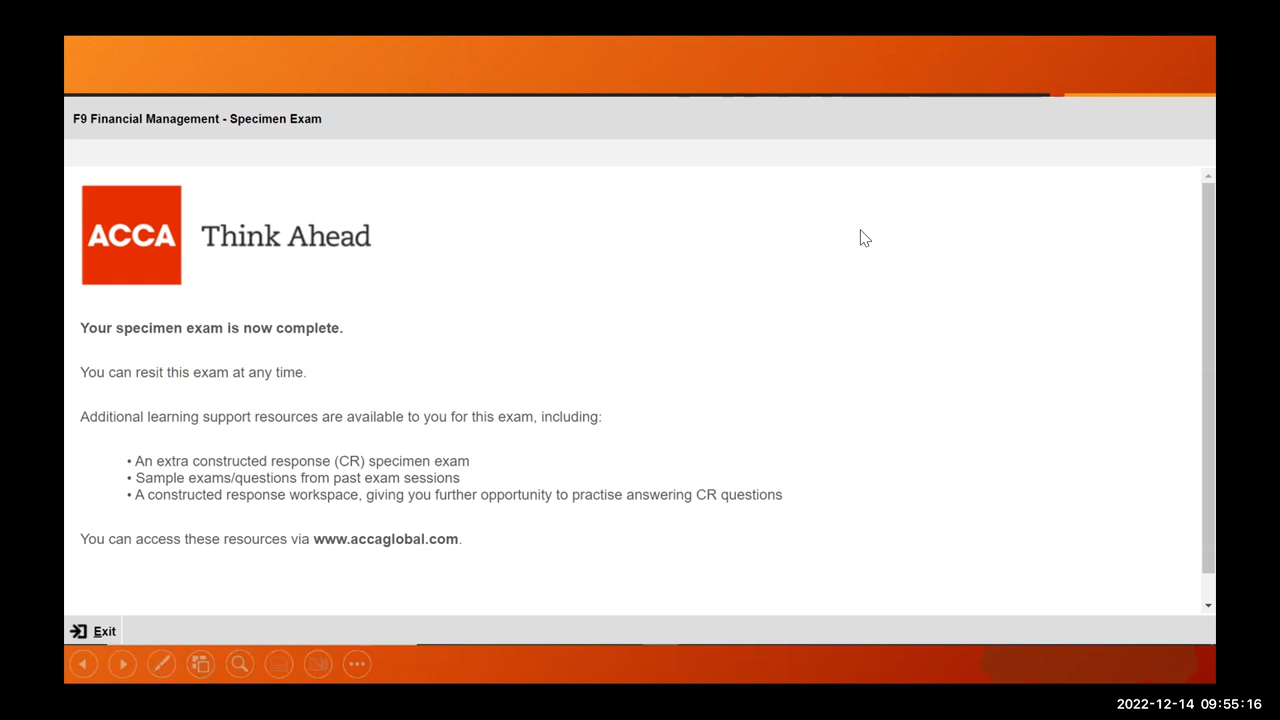 F9 Financial Management - Specimen Exam
ACCA Think Ahead
Your specimen exam is now complete.
You can resit this exam at any time.
Additional learning support resources are available to you for this exam, including:
• An extra constructed response (CR) specimen exam
• Sample exams/questions from past exam sessions
• A constructed response workspace, giving you further opportunity to practise answering CR questions
You can access these resources via www.accaglobal.com.
Exit
2022-12-14 09:55:16